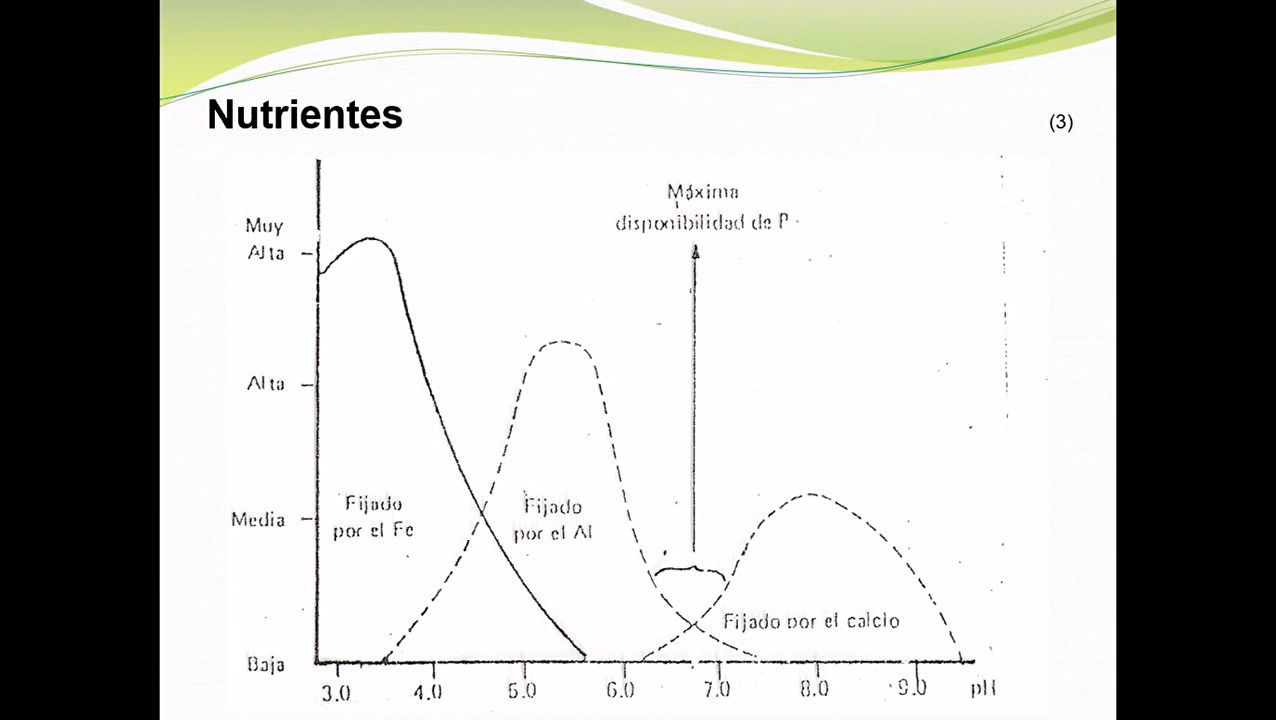 Nutrientes
(3)
Máxima
disponibilidad de P
Muy
Alta
Alta
Fijado
por el Fe
Fijado
por el Al
Media
Fijado por el calcio
Baja
3.0 4.0 5.0 6.0 7.0 8.0 9.0 pH